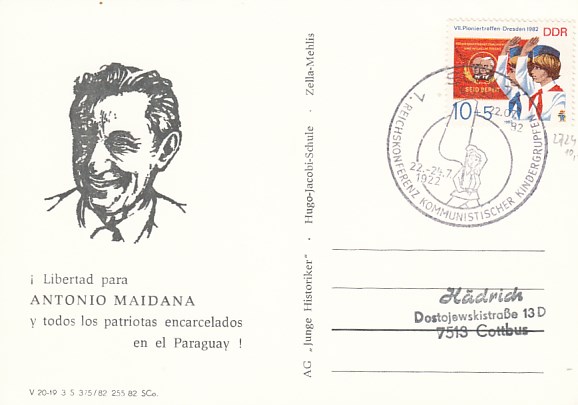 ¡ Libertad para
ANTONIO MAIDANA
y todos los patriotas encarcelados
en el Paraguay !
V 20-19 3 S 375/82 255 82 SCo.
AG „Junge Historiker" · Hugo-Jacobi-Schule · Zella-Mehlis
VII. Pioniertreffen · Dresden 1982
DDR
SEID BEREIT
10+5
1. REICHSKONFERENZ KOMMUNISTISCHER KINDERGRUPPEN
22.-24.7.
1922
Hädrich
Dostojewskistraße 13 D
7513 Cottbus
2724